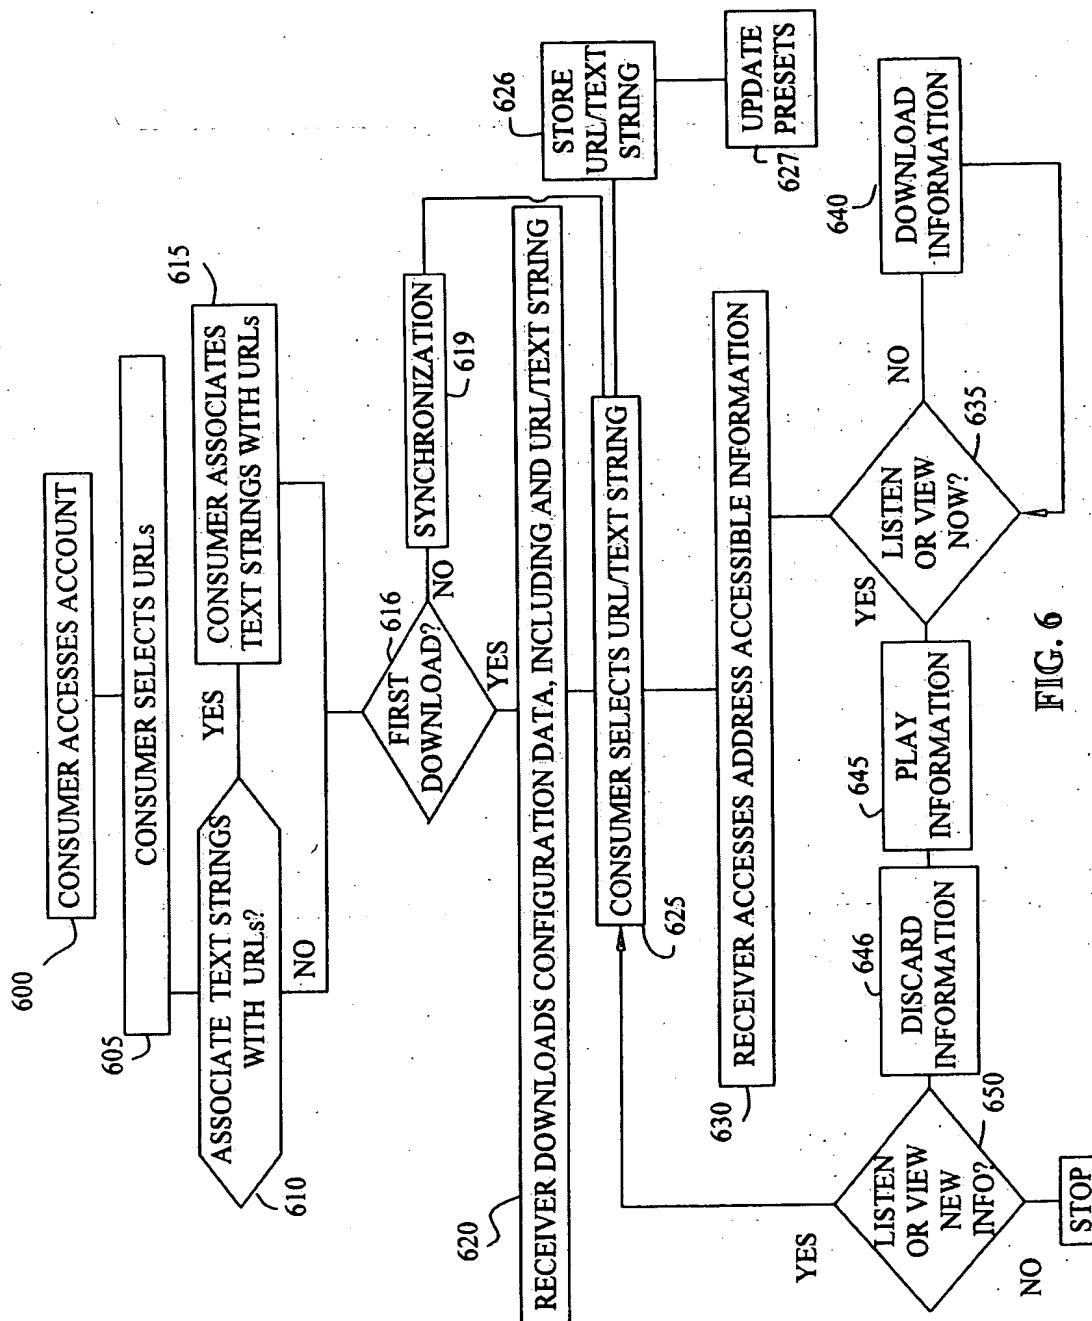 600
CONSUMER ACCESSES ACCOUNT
605
CONSUMER SELECTS URLs
ASSOCIATE TEXT STRINGS
WITH URLs?
610
YES
NO
615
CONSUMER ASSOCIATES
TEXT STRINGS WITH URLs
616
FIRST
DOWNLOAD?
NO
YES
SYNCHRONIZATION
619
620
RECEIVER DOWNLOADS CONFIGURATION DATA, INCLUDING AND URL/TEXT STRING
CONSUMER SELECTS URL/TEXT STRING
625
626
STORE
URL/TEXT
STRING
UPDATE
PRESETS
627
RECEIVER ACCESSES ADDRESS ACCESSIBLE INFORMATION
630
LISTEN
OR VIEW
NOW?
635
NO
YES
640
DOWNLOAD
INFORMATION
645
PLAY
INFORMATION
646
DISCARD
INFORMATION
LISTEN
OR VIEW
NEW
INFO?
650
YES
NO
STOP
FIG. 6